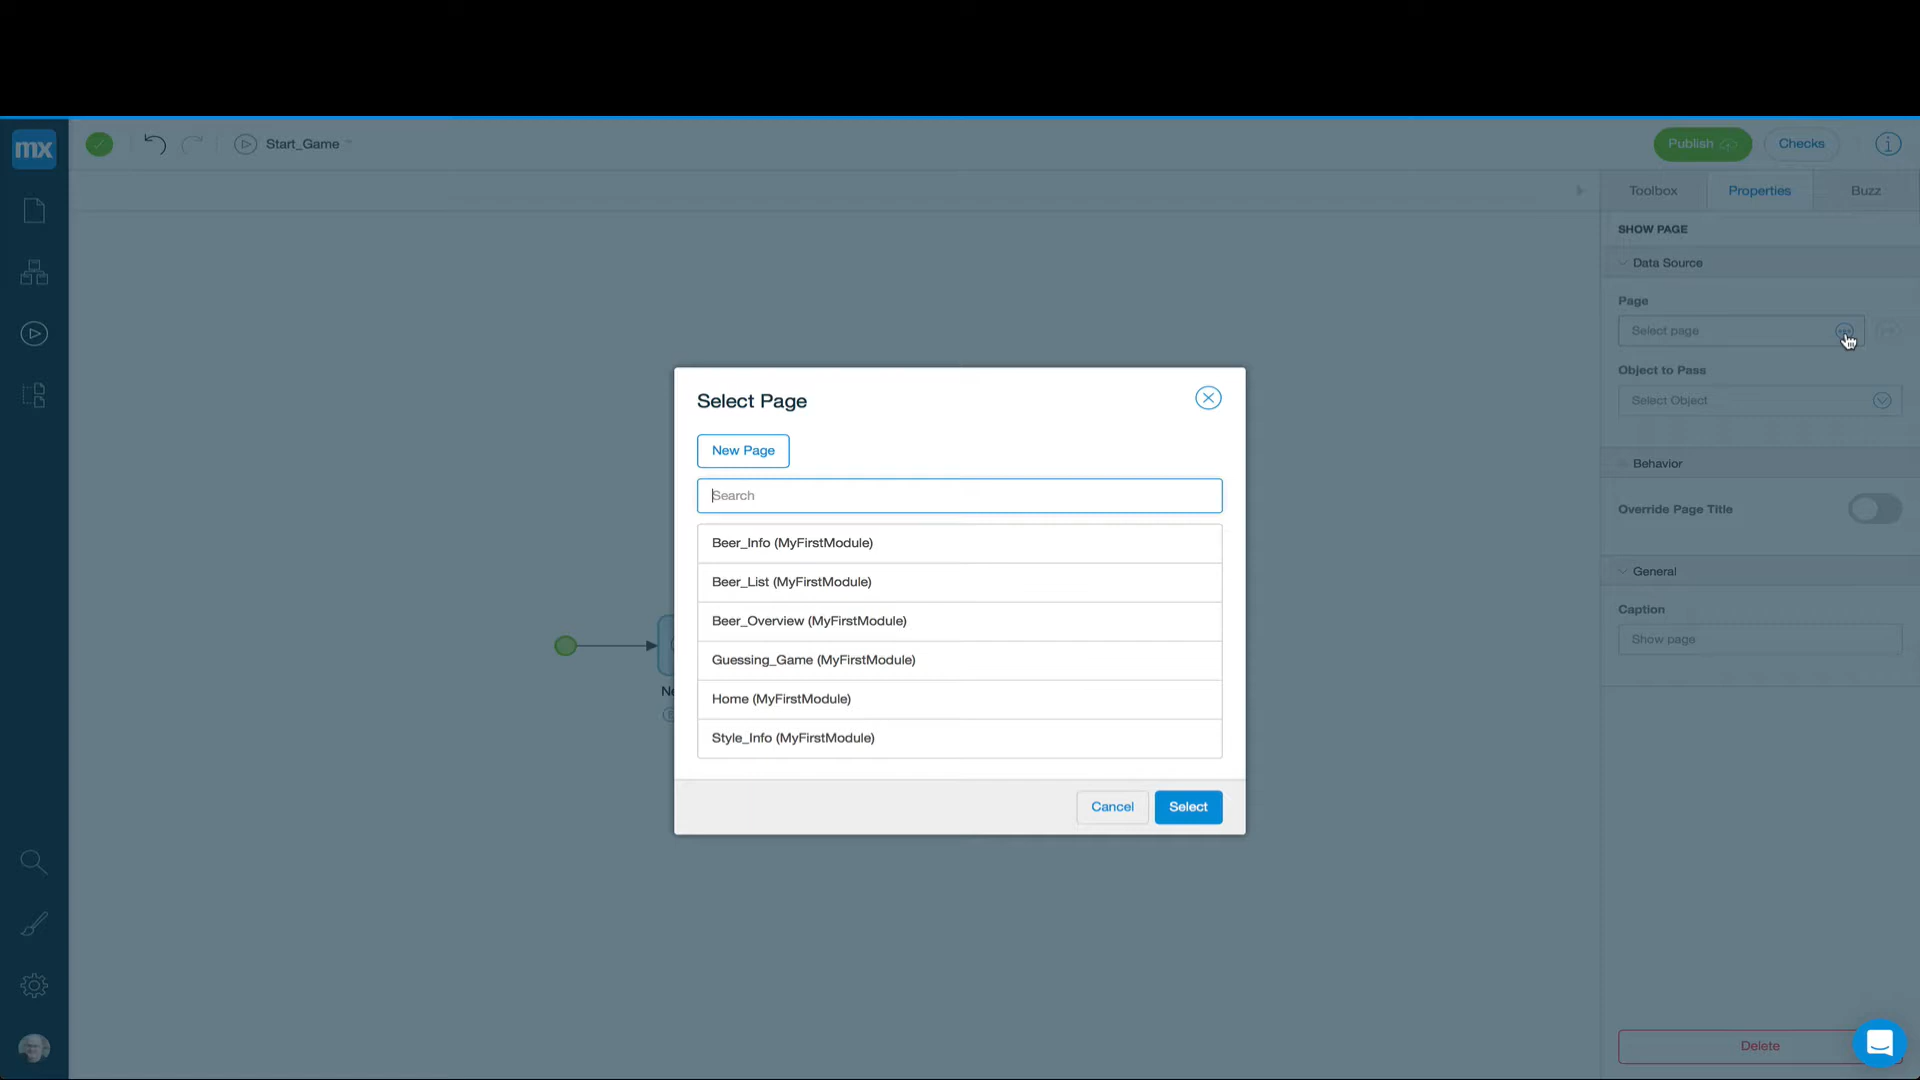 mx
Start_Game
Publish
Checks
Toolbox
Properties
Buzz
SHOW PAGE
Data Source
Page
Select page
Object to Pass
Select Object
Behavior
Override Page Title
General
Caption
Show page
Delete
Select Page
New Page
Search
Beer_Info (MyFirstModule)
Beer_List (MyFirstModule)
Beer_Overview (MyFirstModule)
Guessing_Game (MyFirstModule)
Home (MyFirstModule)
Style_Info (MyFirstModule)
Cancel
Select